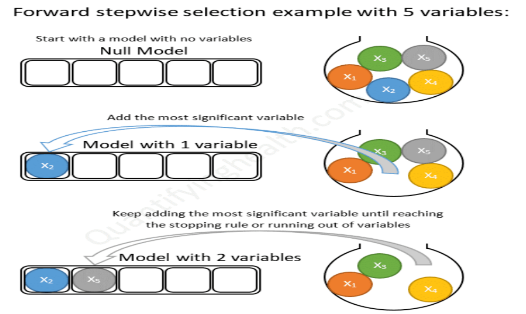 Forward stepwise selection example with 5 variables:
Start with a model with no variables
Null Model
X₃ X₅
X₁ X₂ X₄
Add the most significant variable
Model with 1 variable
X₂
X₃ X₅
X₁ X₄
Keep adding the most significant variable until reaching
the stopping rule or running out of variables
Model with 2 variables
X₂ X₅
X₃
X₁ X₄
Quantifyinghealth.com